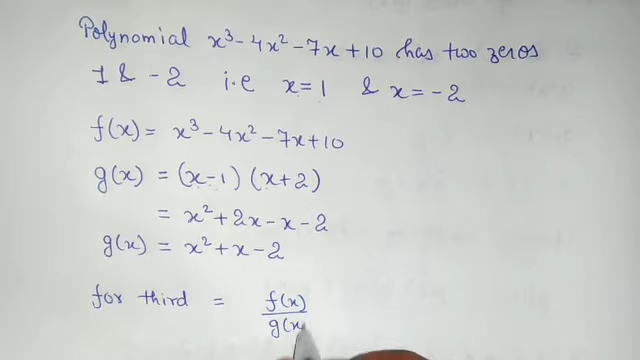 Polynomial x³ - 4x² - 7x + 10 has two zeros
1 & -2 i.e x = 1 & x = -2
f(x) = x³ - 4x² - 7x + 10
g(x) = (x-1) (x+2)
= x² + 2x - x - 2
g(x) = x² + x - 2
for third = f(x)
g(x